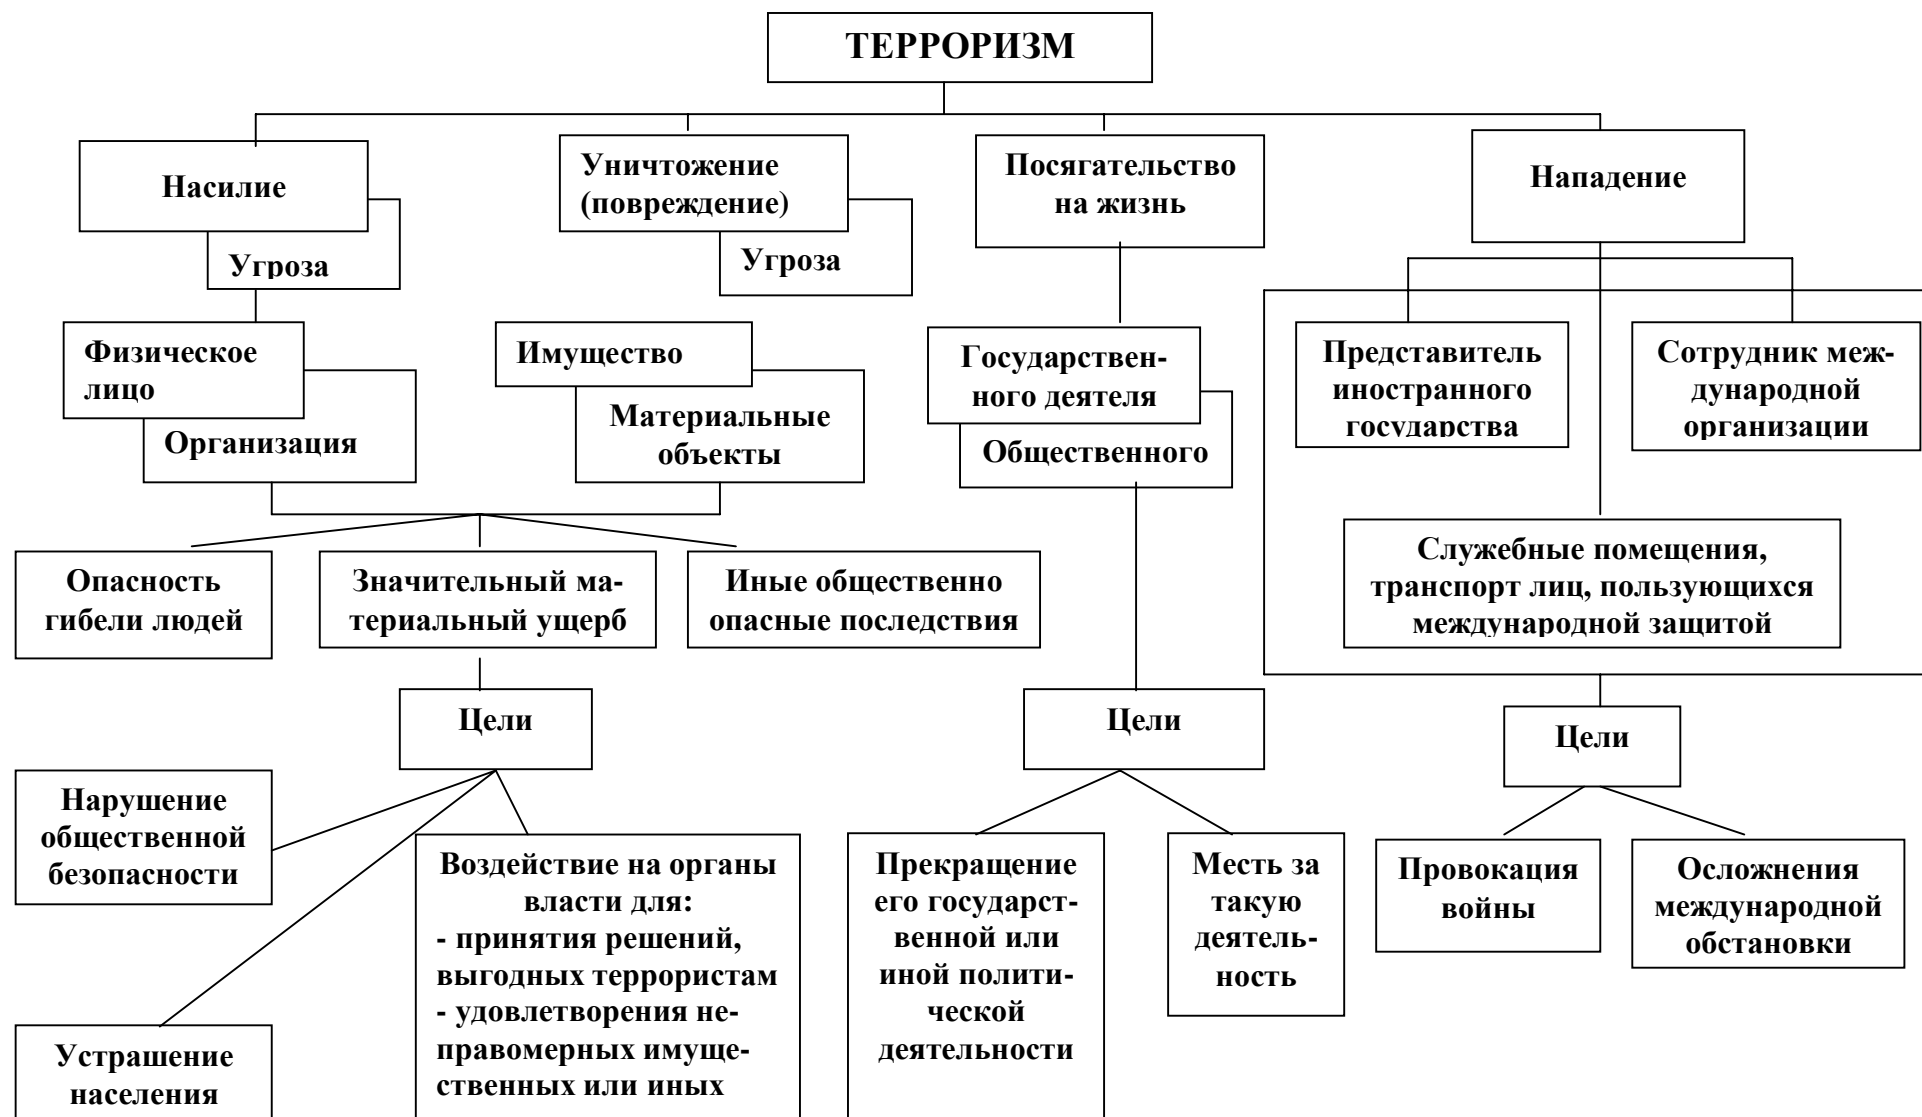 ТЕРРОРИЗМ
Насилие
Угроза
Уничтожение
(повреждение)
Угроза
Посягательство
на жизнь
Нападение
Физическое
лицо
Организация
Имущество
Материальные
объекты
Государствен-
ного деятеля
Общественного
Представитель
иностранного
государства
Сотрудник меж-
дународной
организации
Служебные помещения,
транспорт лиц, пользующихся
международной защитой
Опасность
гибели людей
Значительный ма-
териальный ущерб
Иные общественно
опасные последствия
Цели
Цели
Цели
Нарушение
общественной
безопасности
Устрашение
населения
Воздействие на органы
власти для:
- принятия решений,
выгодных террористам
- удовлетворения не-
правомерных имуще-
ственных или иных
Прекращение
его государст-
венной или
иной полити-
ческой
деятельности
Месть за
такую
деятель-
ность
Провокация
войны
Осложнения
международной
обстановки